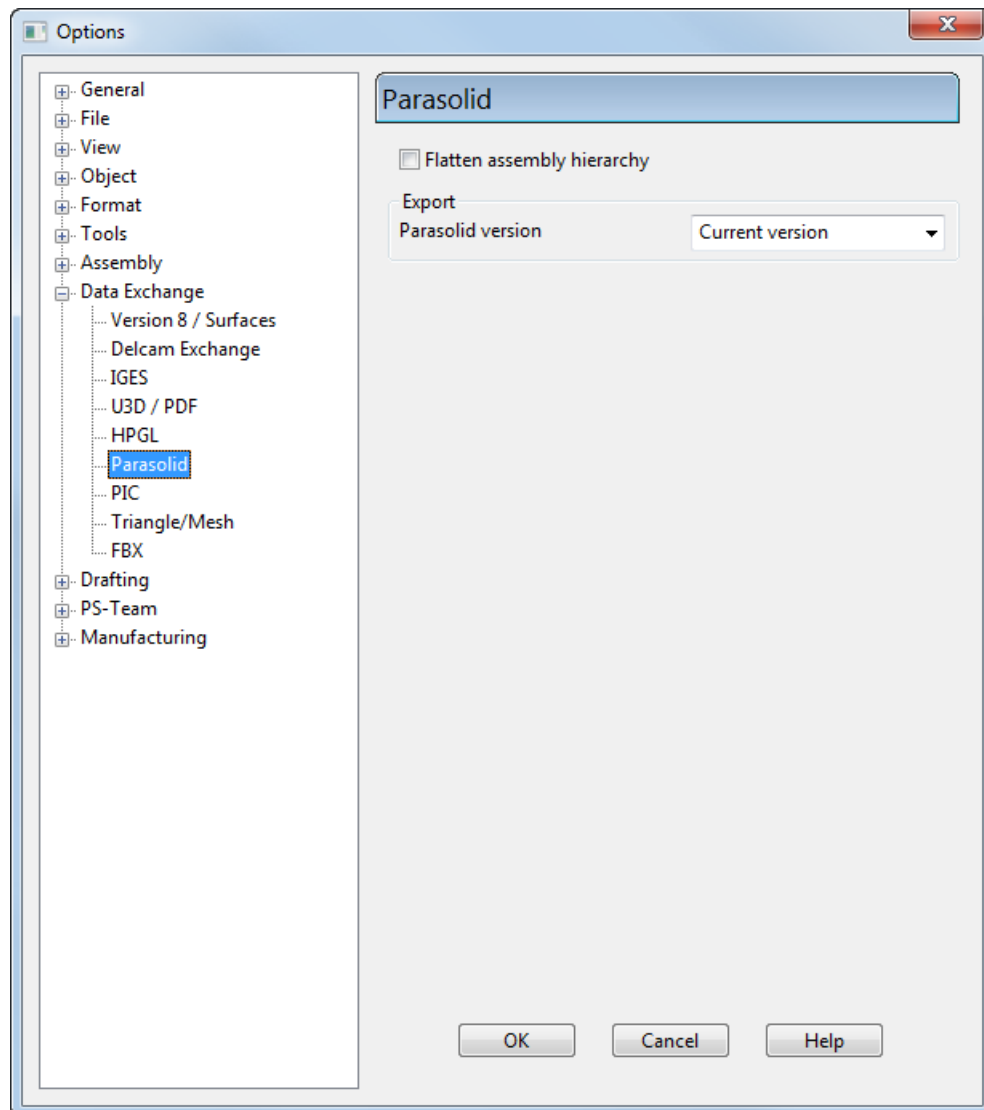 Options
General
File
View
Object
Format
Tools
Assembly
Data Exchange
Version 8 / Surfaces
Delcam Exchange
IGES
U3D / PDF
HPGL
Parasolid
PIC
Triangle/Mesh
FBX
Drafting
PS-Team
Manufacturing
Parasolid
Flatten assembly hierarchy
Export
Parasolid version Current version
OK Cancel Help